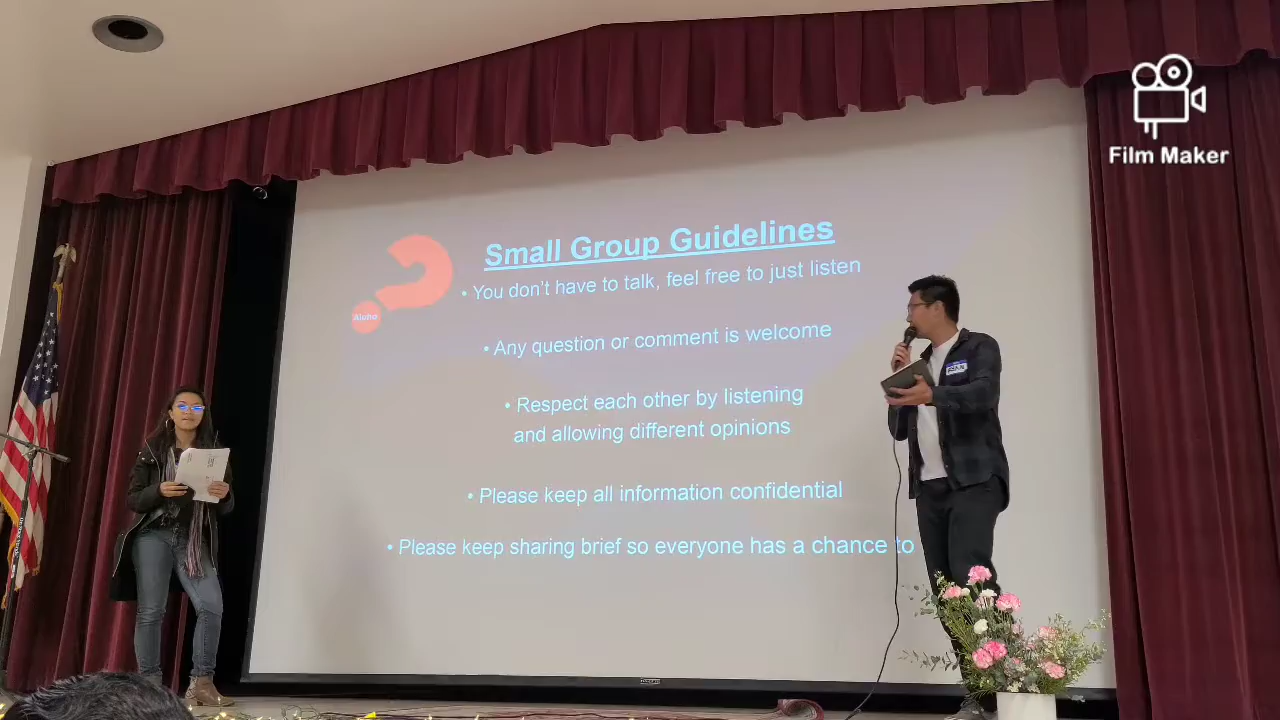 Film Maker
Small Group Guidelines
• You don't have to talk, feel free to just listen
Alpha
• Any question or comment is welcome
• Respect each other by listening
and allowing different opinions
• Please keep all information confidential
• Please keep sharing brief so everyone has a chance to